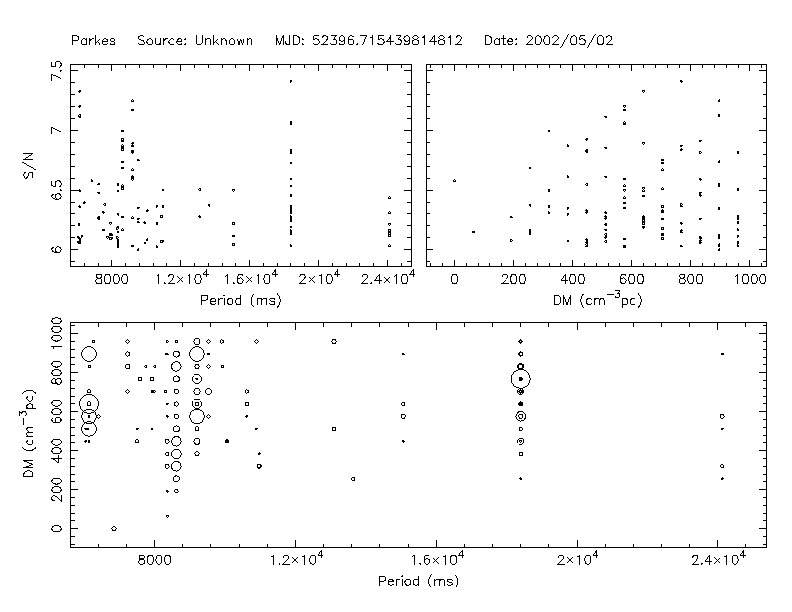 Parkes Source: Unknown MJD: 52396.715439814812 Date: 2002/05/02
7.5
7
6.5
6
S/N
8000 1.2×10⁴ 1.6×10⁴ 2×10⁴ 2.4×10⁴
Period (ms)
0 200 400 600 800 1000
DM (cm⁻³pc)
1000
800
600
400
200
0
DM (cm⁻³pc)
8000 1.2×10⁴ 1.6×10⁴ 2×10⁴ 2.4×10⁴
Period (ms)